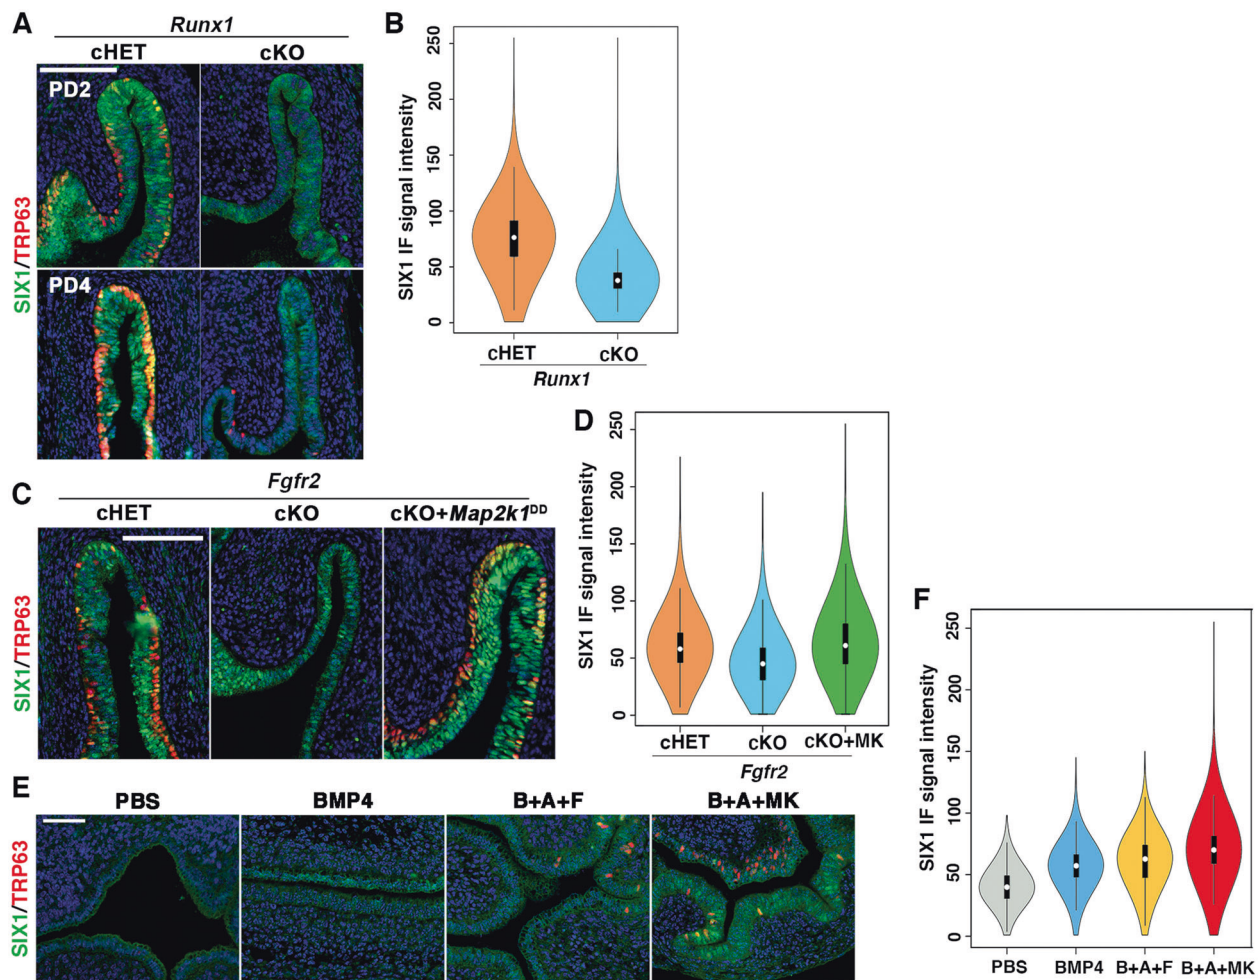 A
Runx1
cHET cKO
PD2
PD4
SIX1/TRP63
B
SIX1 IF signal intensity
250
200
150
100
50
0
cHET cKO
Runx1
C
Fgfr2
cHET cKO cKO+Map2k1DD
SIX1/TRP63
D
SIX1 IF signal intensity
250
200
150
100
50
0
cHET cKO cKO+MK
Fgfr2
E
PBS BMP4 B+A+F B+A+MK
SIX1/TRP63
F
SIX1 IF signal intensity
250
200
150
100
50
0
PBS BMP4 B+A+F B+A+MK